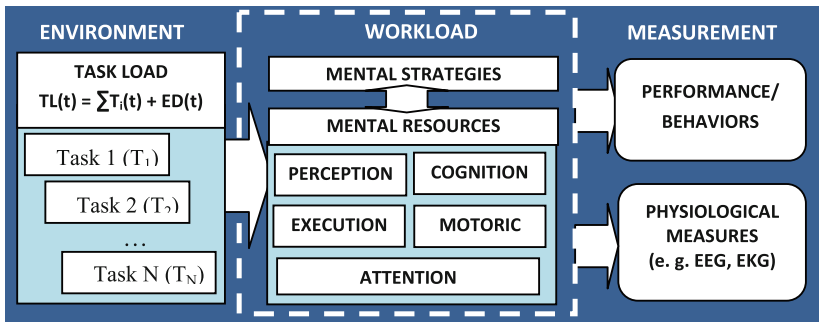 ENVIRONMENT
TASK LOAD
TL(t) = ∑Tᵢ(t) + ED(t)
Task 1 (T₁)
Task 2 (T₂)
...
Task N (T_N)
WORKLOAD
MENTAL STRATEGIES
MENTAL RESOURCES
PERCEPTION
COGNITION
EXECUTION
MOTORIC
ATTENTION
MEASUREMENT
PERFORMANCE/
BEHAVIORS
PHYSIOLOGICAL
MEASURES
(e. g. EEG, EKG)